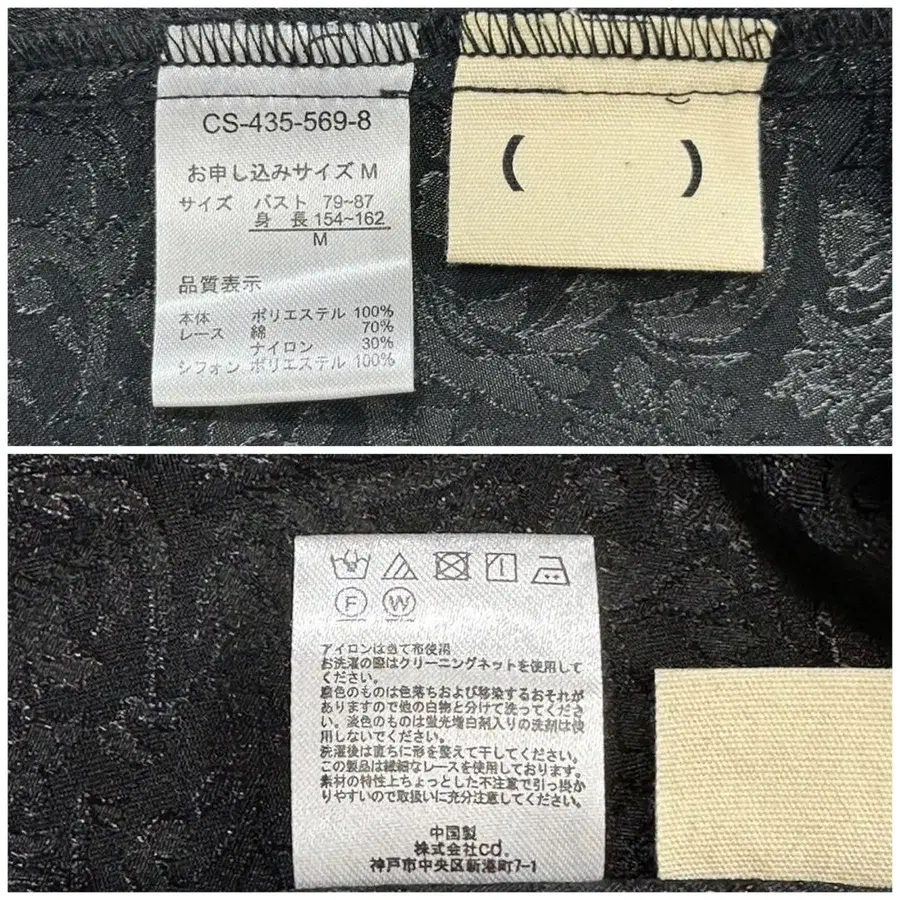 CS-435-569-8
お申し込みサイズ M
サイズ バスト 79~87
身 長 154~162
M
品質表示
本体 ポリエステル 100%
レース 綿 70%
ナイロン 30%
シフォン ポリエステル 100%
( )
F W
アイロンは当て布使用
お洗濯の際はクリーニングネットを使用して
ください。
濃色のものは色落ちおよび移染するおそれが
ありますので他の白物と分けて洗ってくださ
い。淡色のものは蛍光増白剤入りの洗剤は使
用しないでください。
洗濯後は直ちに形を整えて干してください。
この製品は繊細なレースを使用しております。
素材の特性上ちょっとした不注意で引っ掛か
りやすいので取扱いに充分注意してください。
中国製
株式会社cd.
神戸市中央区新港町7-1